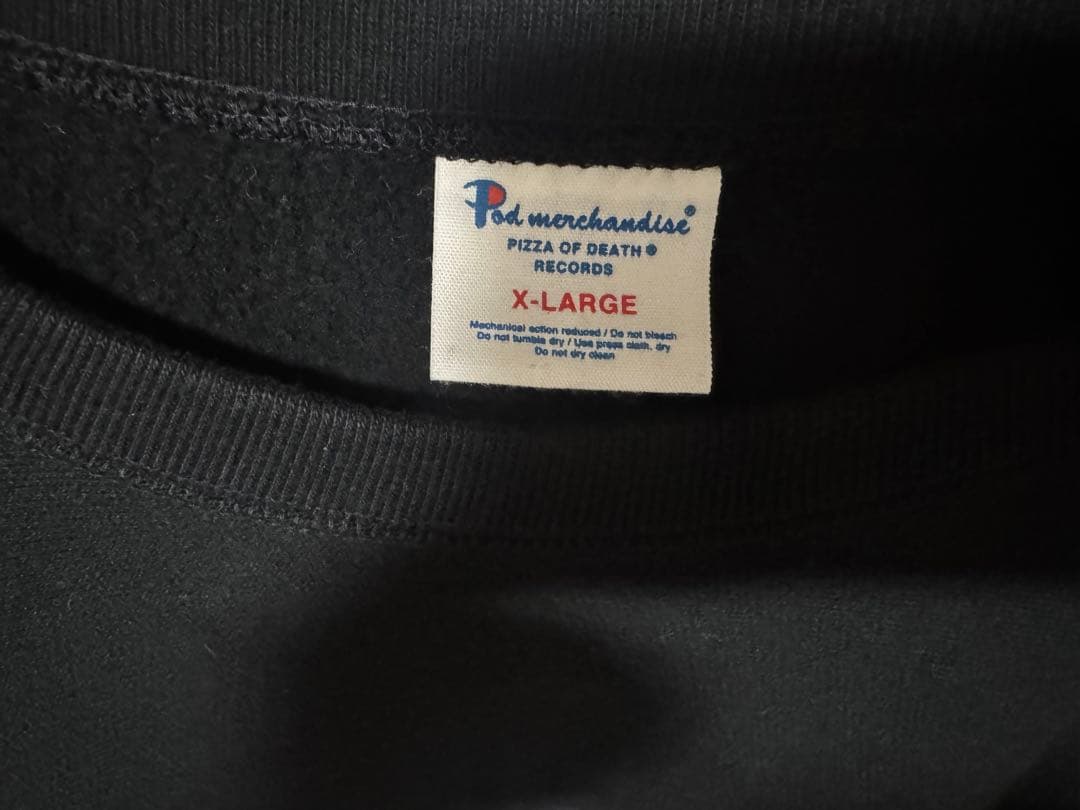 Pod merchandise®
PIZZA OF DEATH®
RECORDS
X-LARGE
Mechanical action reduced / Do not bleach
Do not tumble dry / Use press cloth, dry
Do not dry clean